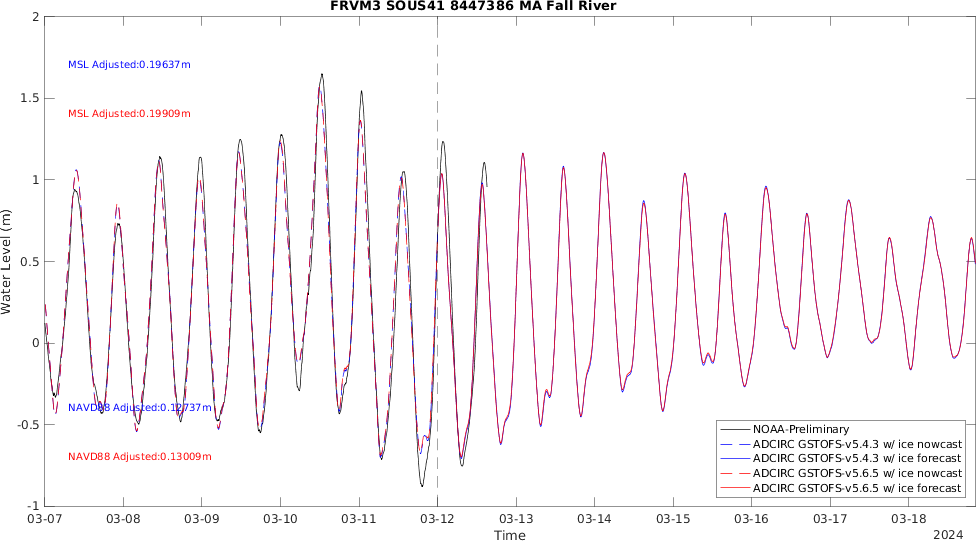 FRVM3 SOUS41 8447386 MA Fall River
2
1.5
1
0.5
0
-0.5
-1
Water Level (m)
MSL Adjusted:0.19637m
MSL Adjusted:0.19909m
NAVD88 Adjusted:0.12737m
NAVD88 Adjusted:0.13009m
NOAA-Preliminary
ADCIRC GSTOFS-v5.4.3 w/ ice nowcast
ADCIRC GSTOFS-v5.4.3 w/ ice forecast
ADCIRC GSTOFS-v5.6.5 w/ ice nowcast
ADCIRC GSTOFS-v5.6.5 w/ ice forecast
03-07 03-08 03-09 03-10 03-11 03-12 03-13 03-14 03-15 03-16 03-17 03-18
Time
2024